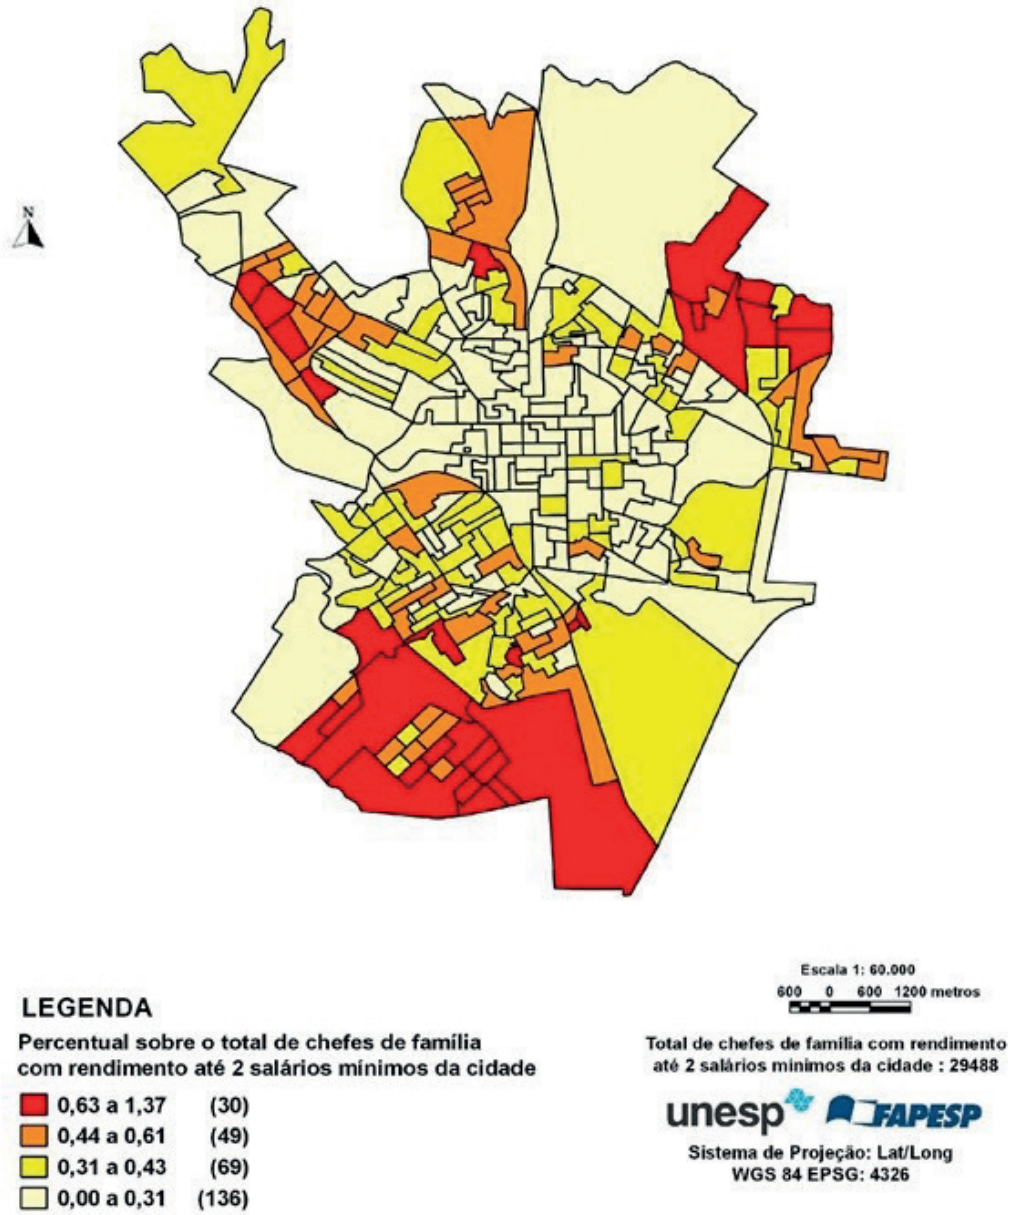 N
LEGENDA
Percentual sobre o total de chefes de família
com rendimento até 2 salários mínimos da cidade
0,63 a 1,37 (30)
0,44 a 0,61 (49)
0,31 a 0,43 (69)
0,00 a 0,31 (136)
Escala 1: 60.000
600 0 600 1200 metros
Total de chefes de família com rendimento
até 2 salários mínimos da cidade : 29488
unesp FAPESP
Sistema de Projeção: Lat/Long
WGS 84 EPSG: 4326